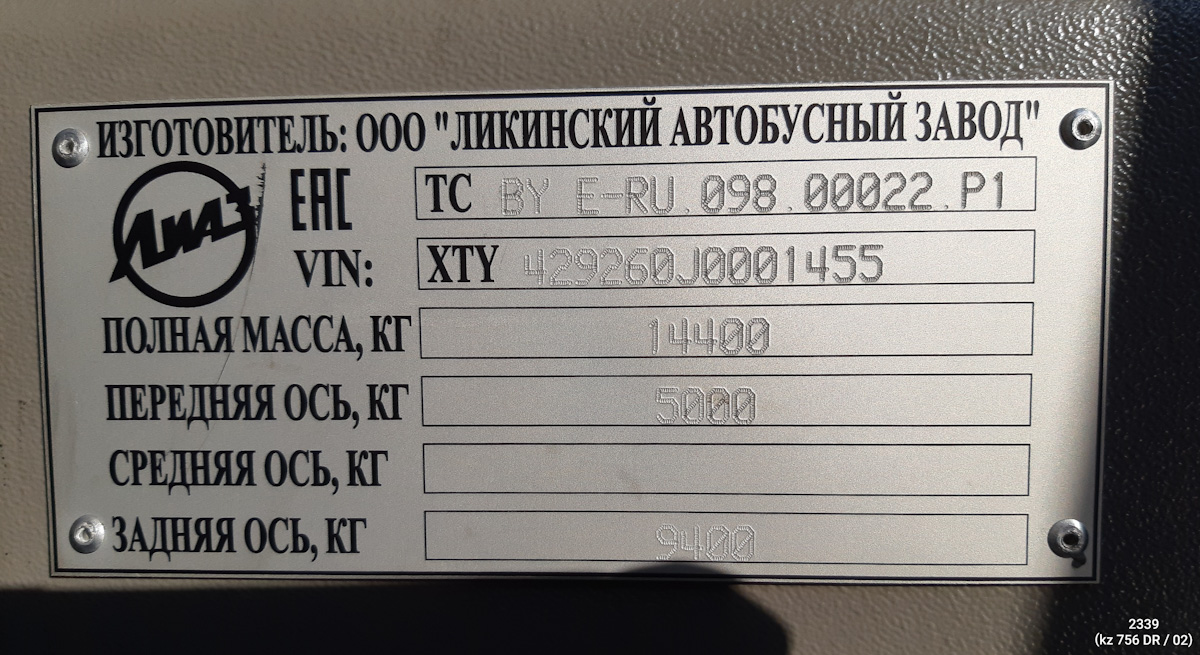 ИЗГОТОВИТЕЛЬ: ООО "ЛИКИНСКИЙ АВТОБУСНЫЙ ЗАВОД"
ЛИАЗ EAC ТС BY E-RU.098.00022.P1
VIN: XTY 429260J0001455
ПОЛНАЯ МАССА, КГ 14400
ПЕРЕДНЯЯ ОСЬ, КГ 5000
СРЕДНЯЯ ОСЬ, КГ
ЗАДНЯЯ ОСЬ, КГ 9400
2339
(kz 756 DR / 02)